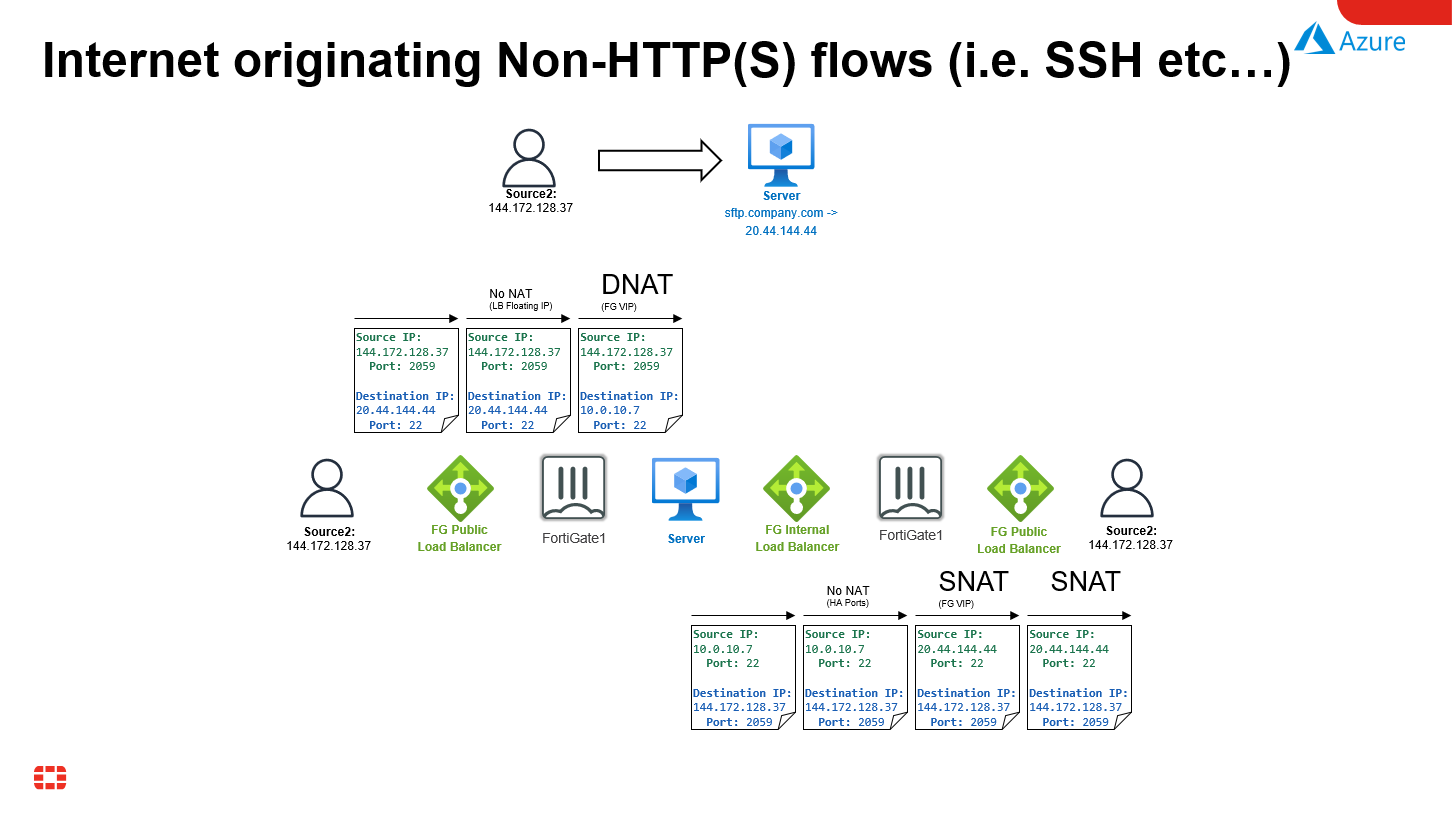 Internet originating Non-HTTP(S) flows (i.e. SSH etc…)
Azure
Source2:
144.172.128.37
Server
sftp.company.com ->
20.44.144.44
No NAT
(LB Floating IP)
DNAT
(FG VIP)
Source IP:
144.172.128.37
Port: 2059
Destination IP:
20.44.144.44
Port: 22
Source IP:
144.172.128.37
Port: 2059
Destination IP:
20.44.144.44
Port: 22
Source IP:
144.172.128.37
Port: 2059
Destination IP:
10.0.10.7
Port: 22
Source2:
144.172.128.37
FG Public
Load Balancer
FortiGate1
Server
FG Internal
Load Balancer
FortiGate1
FG Public
Load Balancer
Source2:
144.172.128.37
No NAT
(HA Ports)
SNAT
(FG VIP)
SNAT
Source IP:
10.0.10.7
Port: 22
Destination IP:
144.172.128.37
Port: 2059
Source IP:
10.0.10.7
Port: 22
Destination IP:
144.172.128.37
Port: 2059
Source IP:
20.44.144.44
Port: 22
Destination IP:
144.172.128.37
Port: 2059
Source IP:
20.44.144.44
Port: 22
Destination IP:
144.172.128.37
Port: 2059